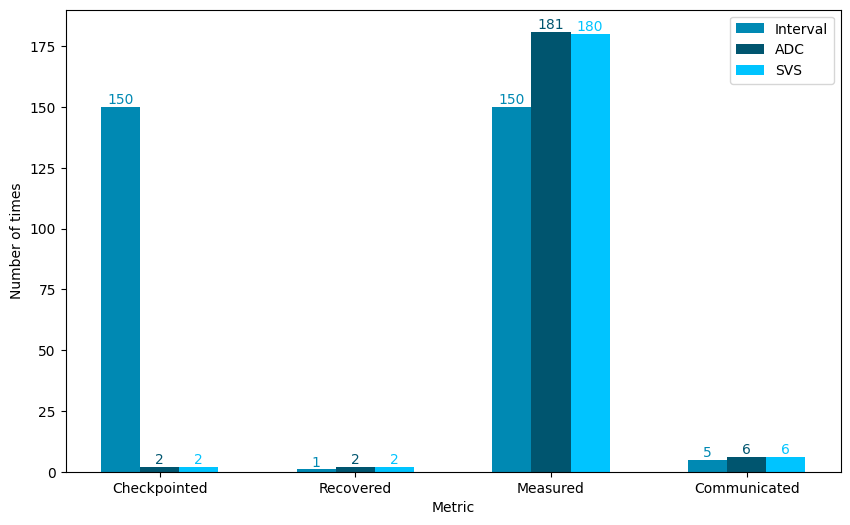 181
180
175
Interval
ADC
SVS
150
150
150
125
100
75
50
25
0
2
2
1
2
2
5
6
6
Number of times
Checkpointed
Recovered
Measured
Communicated
Metric